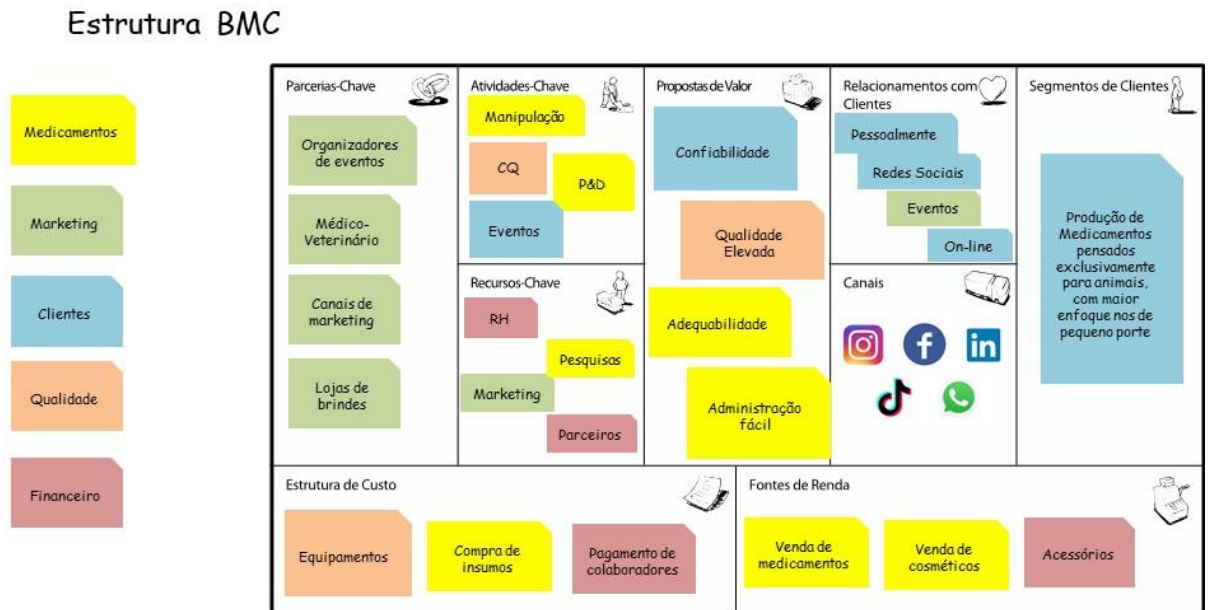 Estrutura BMC
Medicamentos
Marketing
Clientes
Qualidade
Financeiro
Parcerias-Chave
Organizadores
de eventos
Médico-
Veterinário
Canais de
marketing
Lojas de
brindes
Atividades-Chave
Manipulação
CQ
P&D
Eventos
Recursos-Chave
RH
Pesquisas
Marketing
Parceiros
Propostas de Valor
Confiabilidade
Qualidade
Elevada
Adequabilidade
Administração
fácil
Relacionamentos com
Clientes
Pessoalmente
Redes Sociais
Eventos
On-line
Canais
in
Segmentos de Clientes
Produção de
Medicamentos
pensados
exclusivamente
para animais,
com maior
enfoque nos de
pequeno porte
Estrutura de Custo
Equipamentos
Compra de
insumos
Pagamento de
colaboradores
Fontes de Renda
Venda de
medicamentos
Venda de
cosméticos
Acessórios